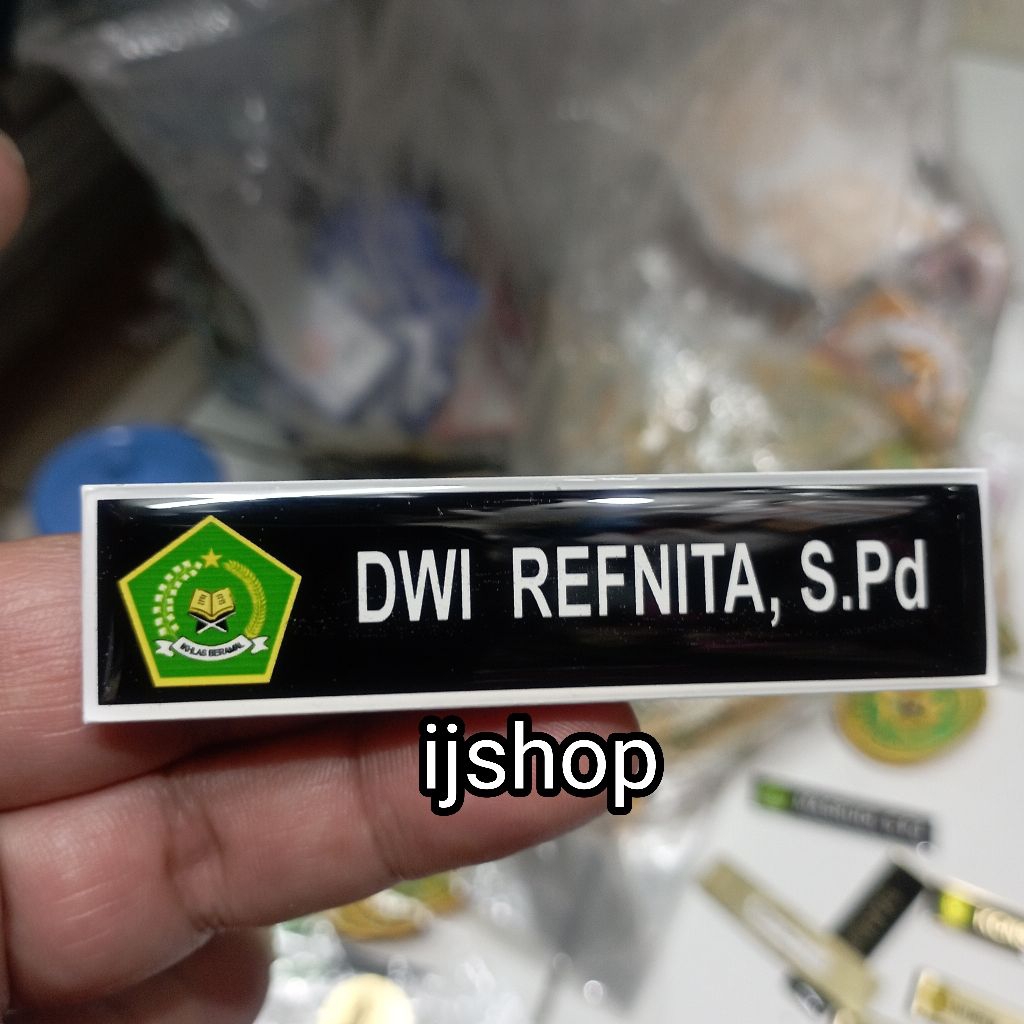 DWI REFNITA, S.Pd
IKHLAS BERAMAL
ijshop